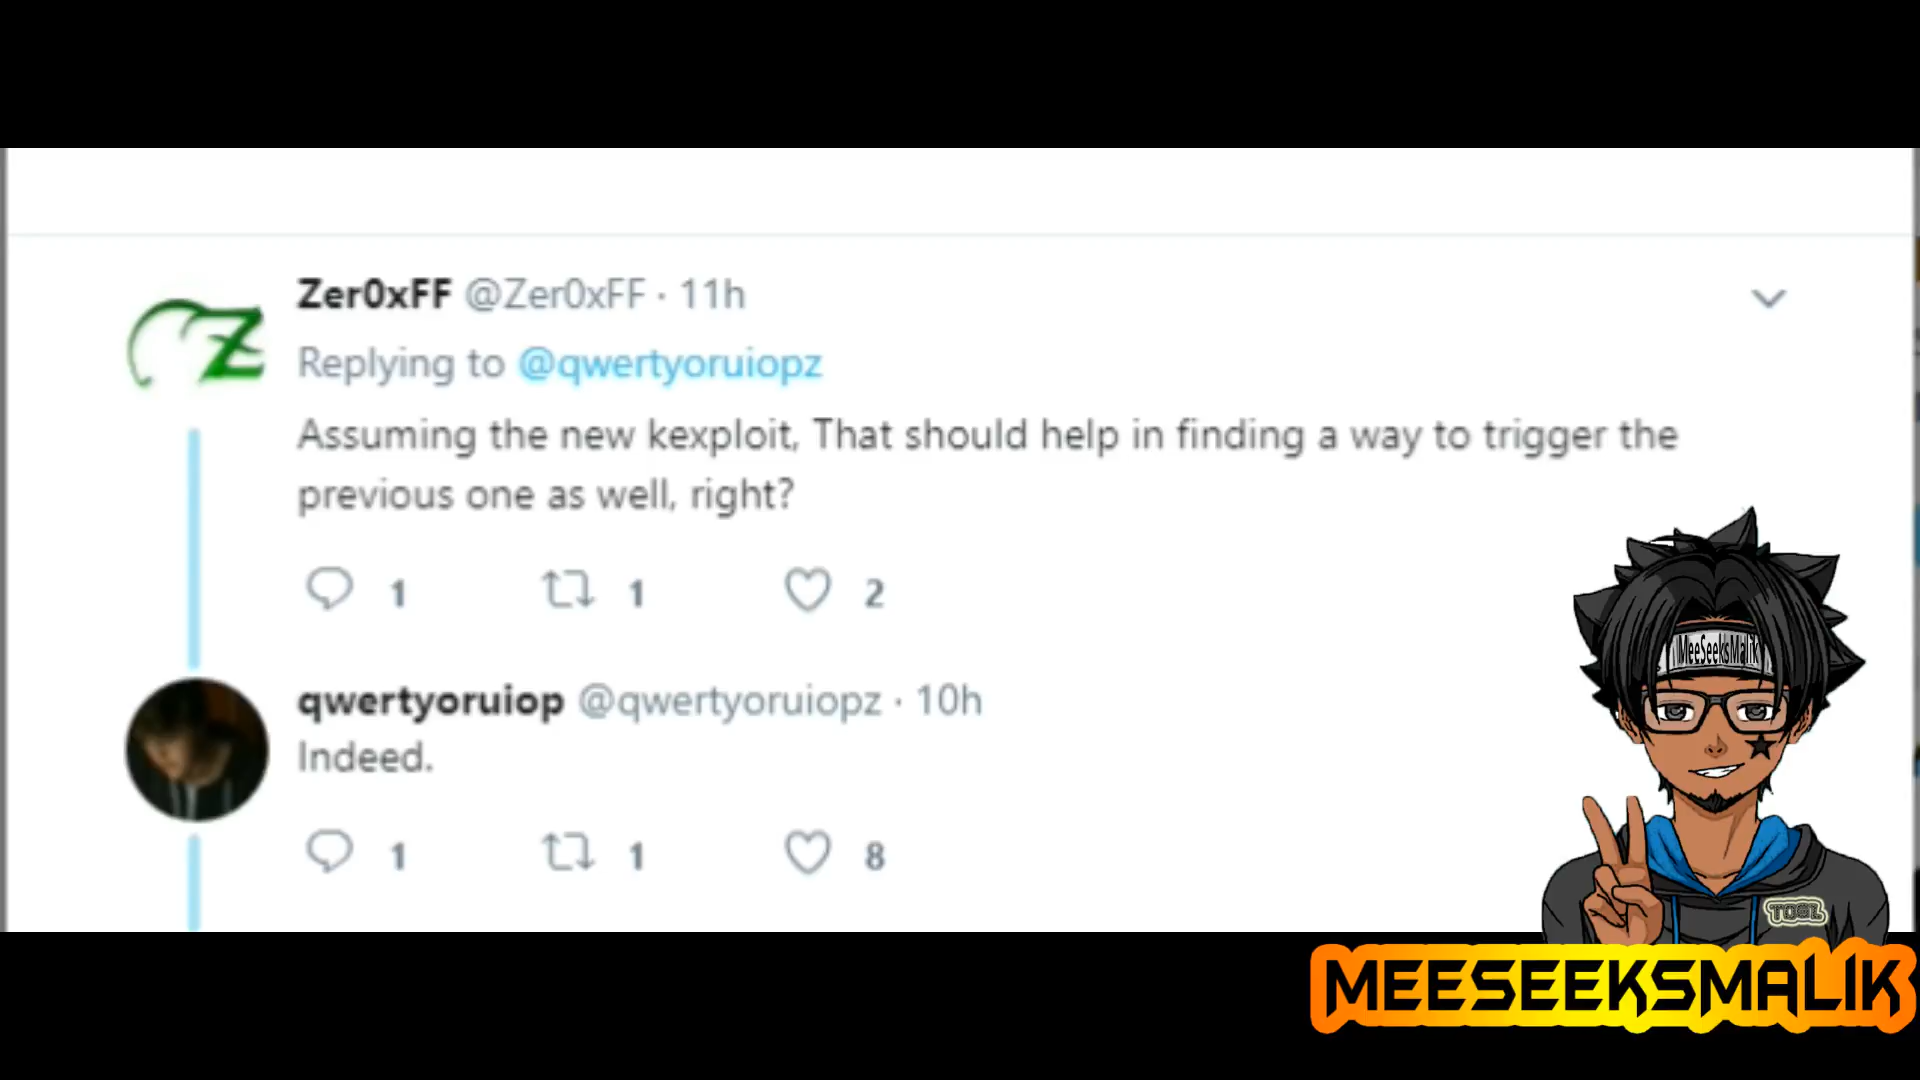 Zer0xFF @Zer0xFF · 11h
Replying to @qwertyoruiopz
Assuming the new kexploit, That should help in finding a way to trigger the
previous one as well, right?
1 1 2
qwertyoruiop @qwertyoruiopz · 10h
Indeed.
1 1 8
MeeSeeksMalik
TOOL
MEESEEKSMALIK